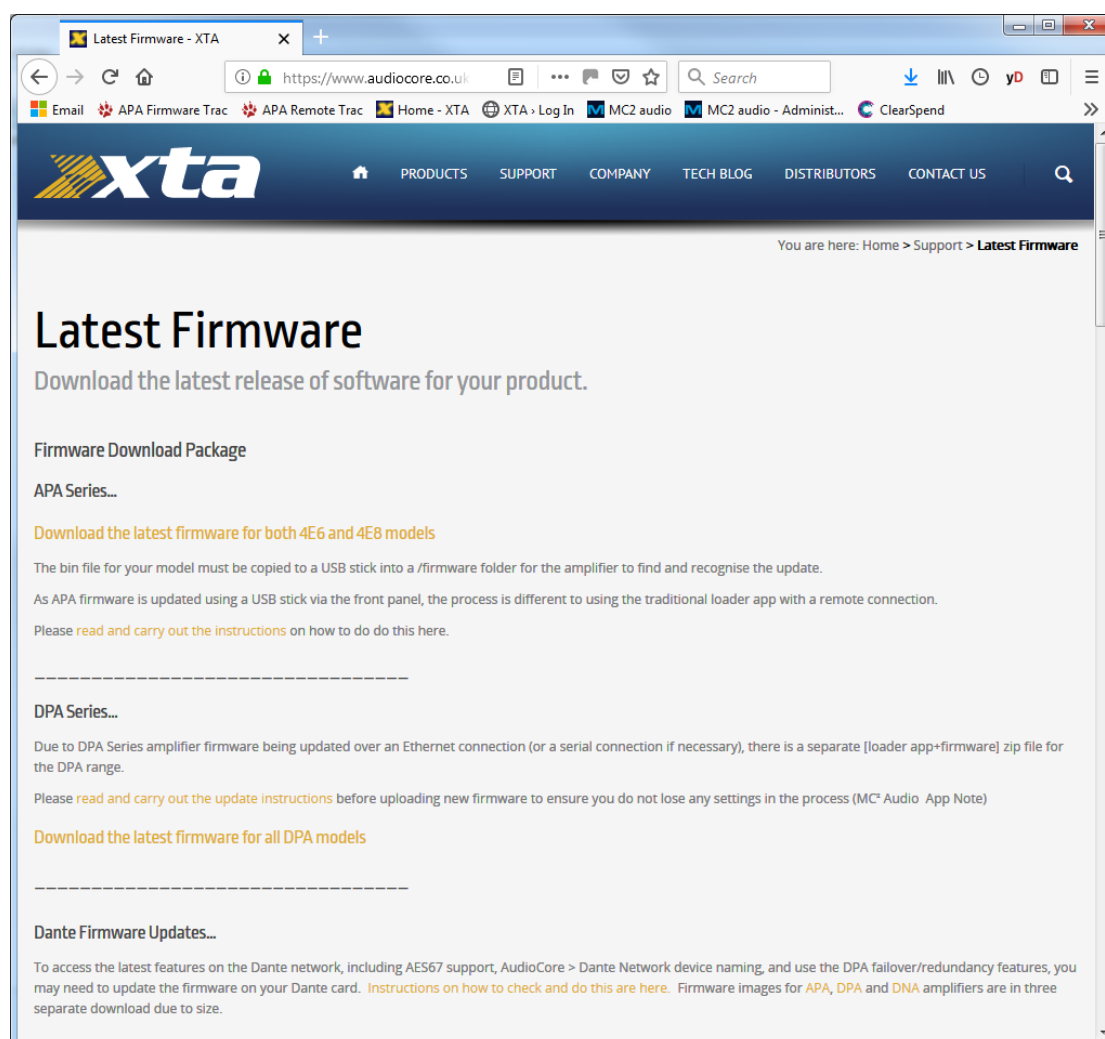 Latest Firmware - XTA
https://www.audiocore.co.uk
Search
yD
Email APA Firmware Trac APA Remote Trac Home - XTA XTA › Log In MC2 audio MC2 audio - Administ... ClearSpend
xta
PRODUCTS SUPPORT COMPANY TECH BLOG DISTRIBUTORS CONTACT US
You are here: Home > Support > Latest Firmware
Latest Firmware
Download the latest release of software for your product.
Firmware Download Package
APA Series...
Download the latest firmware for both 4E6 and 4E8 models
The bin file for your model must be copied to a USB stick into a /firmware folder for the amplifier to find and recognise the update.
As APA firmware is updated using a USB stick via the front panel, the process is different to using the traditional loader app with a remote connection.
Please read and carry out the instructions on how to do do this here.
_________________________________
DPA Series...
Due to DPA Series amplifier firmware being updated over an Ethernet connection (or a serial connection if necessary), there is a separate [loader app+firmware] zip file for
the DPA range.
Please read and carry out the update instructions before uploading new firmware to ensure you do not lose any settings in the process (MC² Audio App Note)
Download the latest firmware for all DPA models
_________________________________
Dante Firmware Updates...
To access the latest features on the Dante network, including AES67 support, AudioCore > Dante Network device naming, and use the DPA failover/redundancy features, you
may need to update the firmware on your Dante card. Instructions on how to check and do this are here. Firmware images for APA, DPA and DNA amplifiers are in three
separate download due to size.